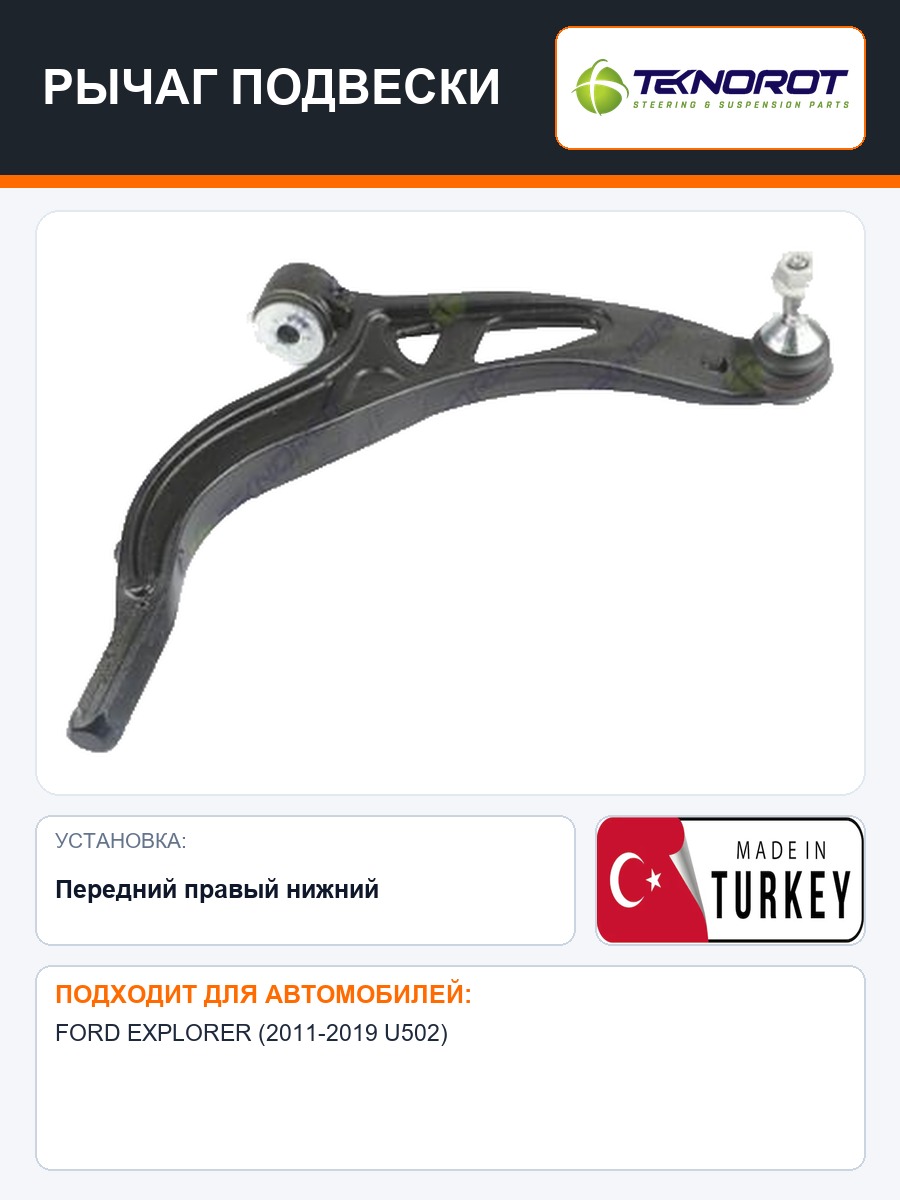 РЫЧАГ ПОДВЕСКИ
TEKNOROT
STEERING & SUSPENSION PARTS
УСТАНОВКА:
Передний правый нижний
MADE IN
TURKEY
ПОДХОДИТ ДЛЯ АВТОМОБИЛЕЙ:
FORD EXPLORER (2011-2019 U502)